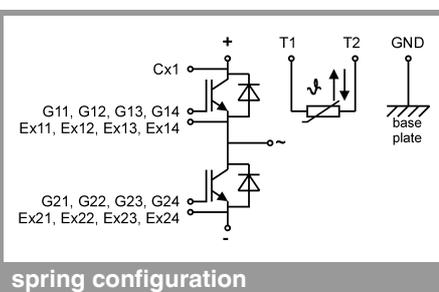 +
T1 T2 GND
Cx1
ϑ
G11, G12, G13, G14
Ex11, Ex12, Ex13, Ex14
base
plate
~
G21, G22, G23, G24
Ex21, Ex22, Ex23, Ex24
-
spring configuration